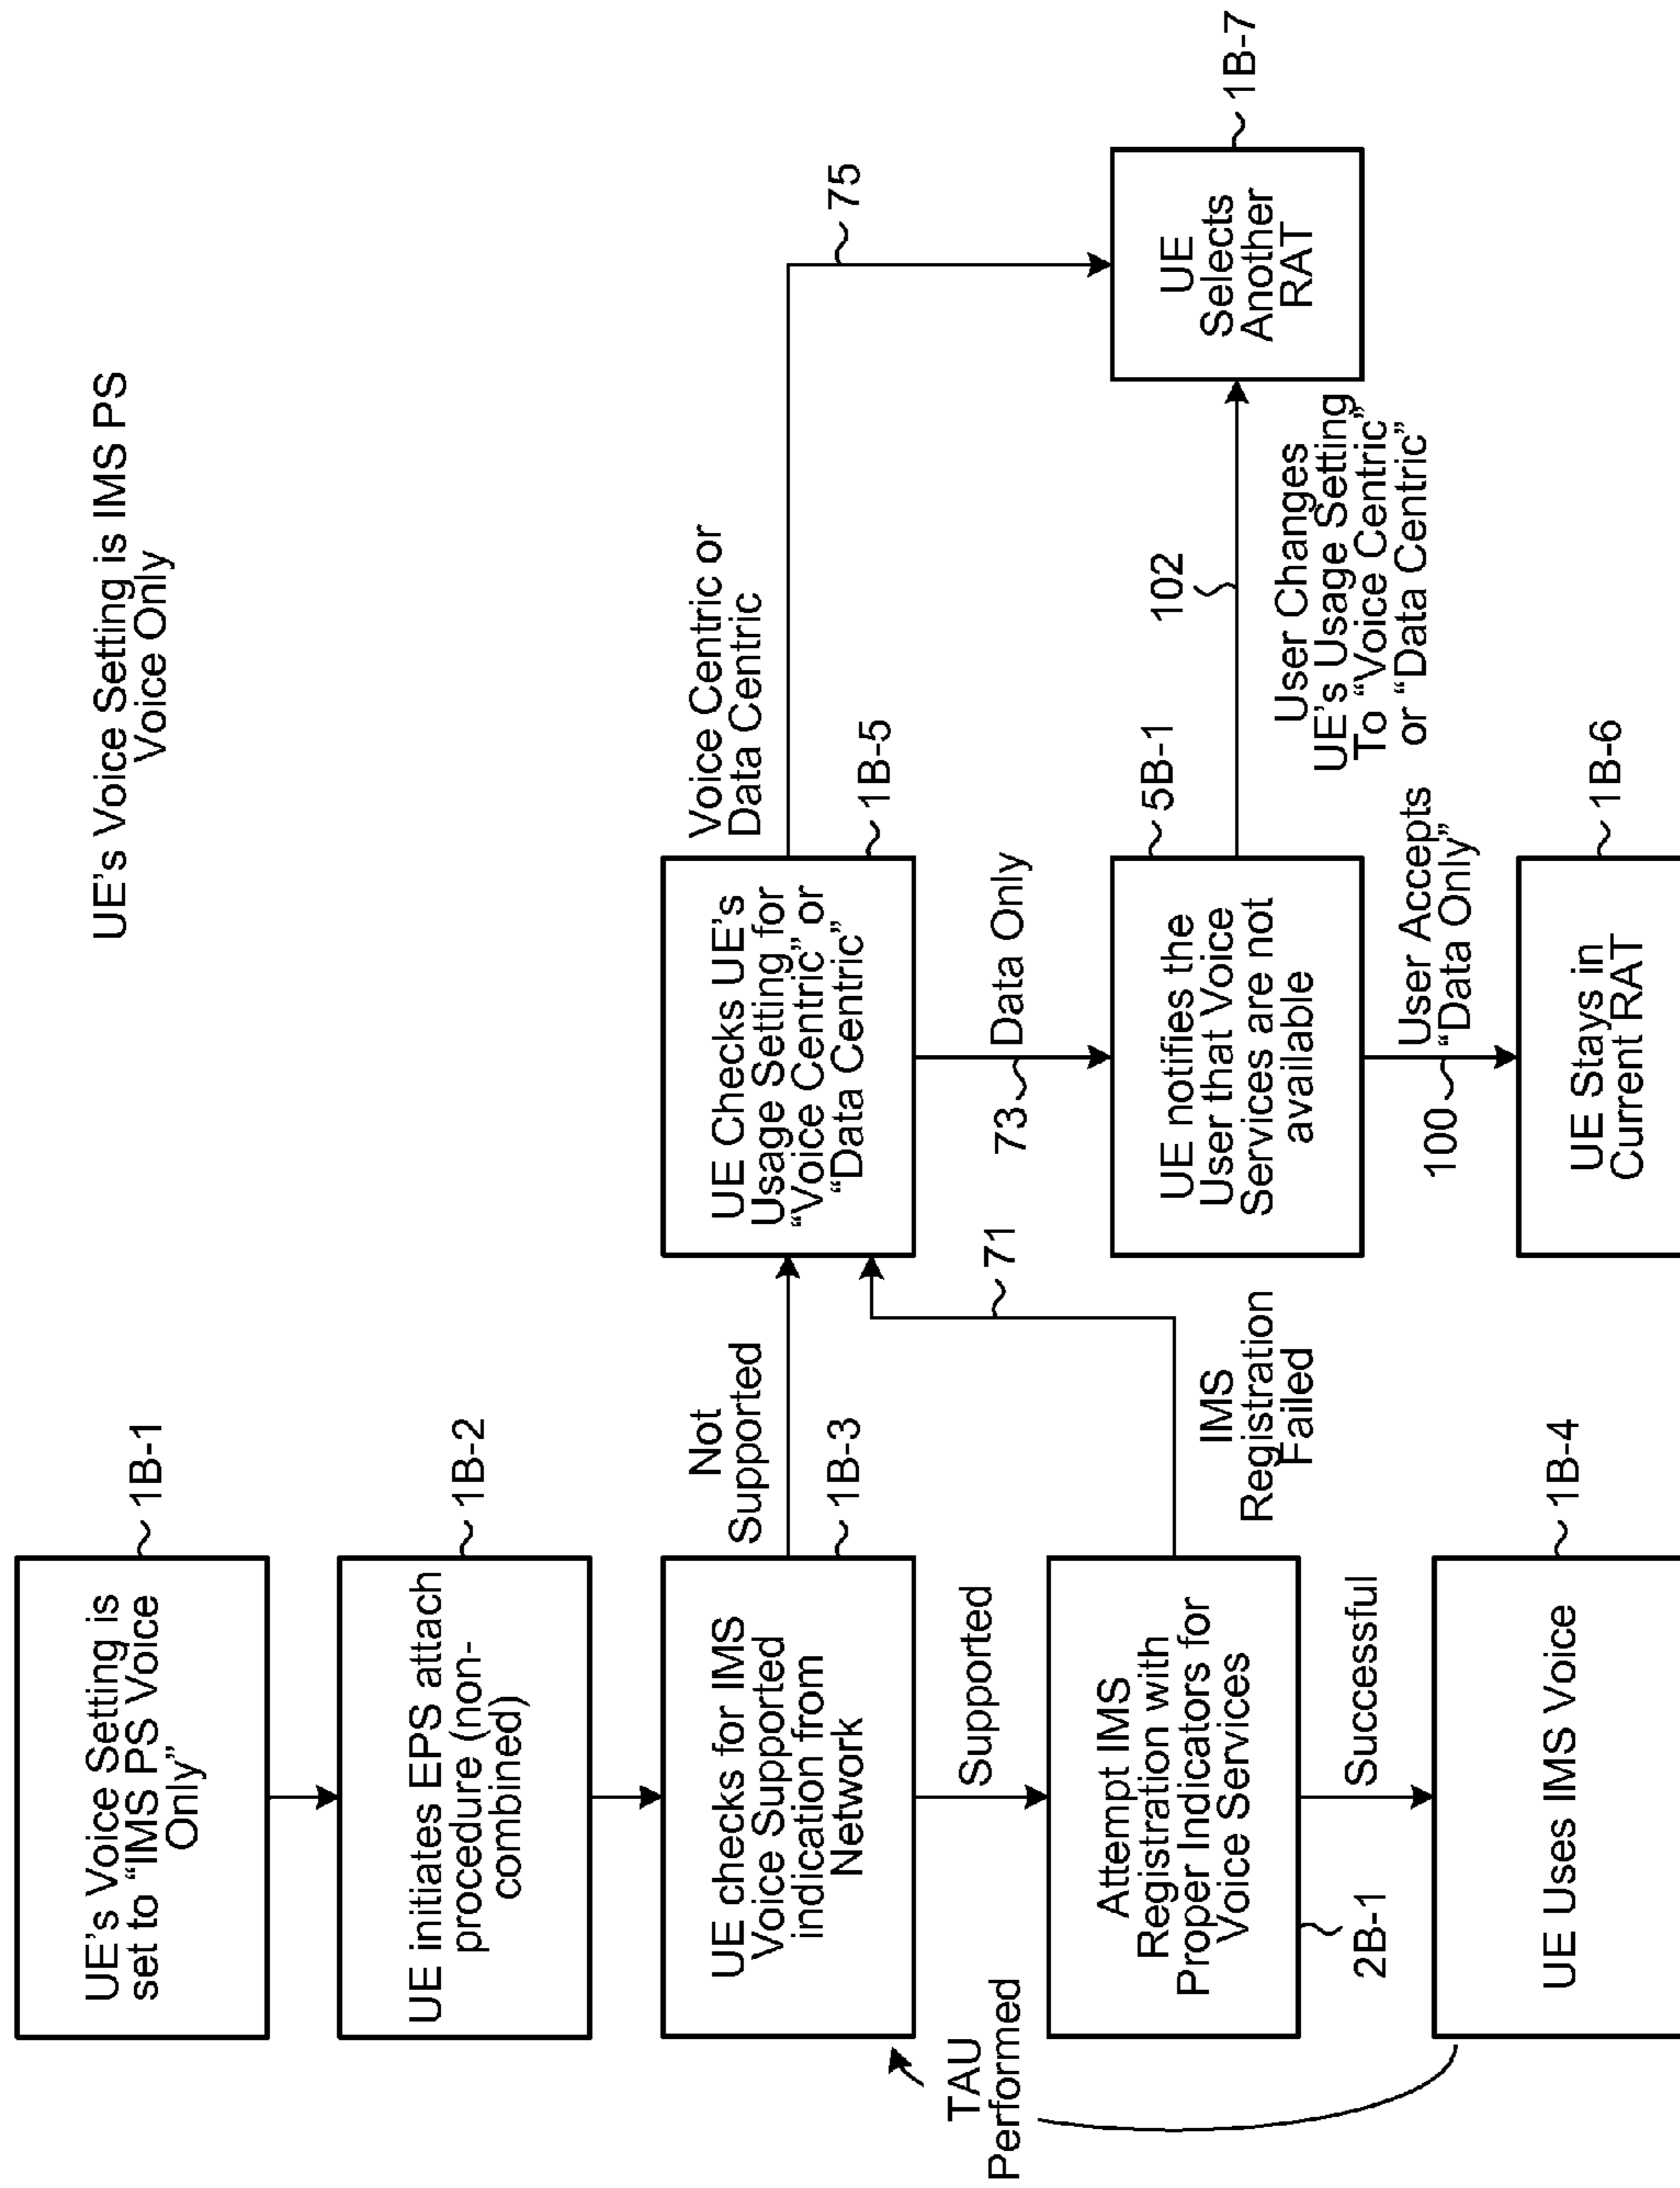 UE's Voice Setting is IMS PS
Voice Only
UE's Voice Setting is
set to “IMS PS Voice
Only”
1B-1
UE initiates EPS attach
procedure (non-
combined)
1B-2
UE checks for IMS
Voice Supported
indication from
Network
1B-3
Not
Supported
UE Checks UE's
Usage Setting for
“Voice Centric” or
“Data Centric”
1B-5
Voice Centric or
Data Centric
75
TAU
Performed
Supported
71
73
Data Only
Attempt IMS
Registration with
Proper Indicators for
Voice Services
2B-1
IMS
Registration
Failed
UE notifies the
User that Voice
Services are not
available
5B-1
102
User Changes
UE's Usage Setting
To “Voice Centric”
or “Data Centric”
UE
Selects
Another
RAT
1B-7
Successful
100
User Accepts
“Data Only”
UE Uses IMS Voice
1B-4
UE Stays in
Current RAT
1B-6